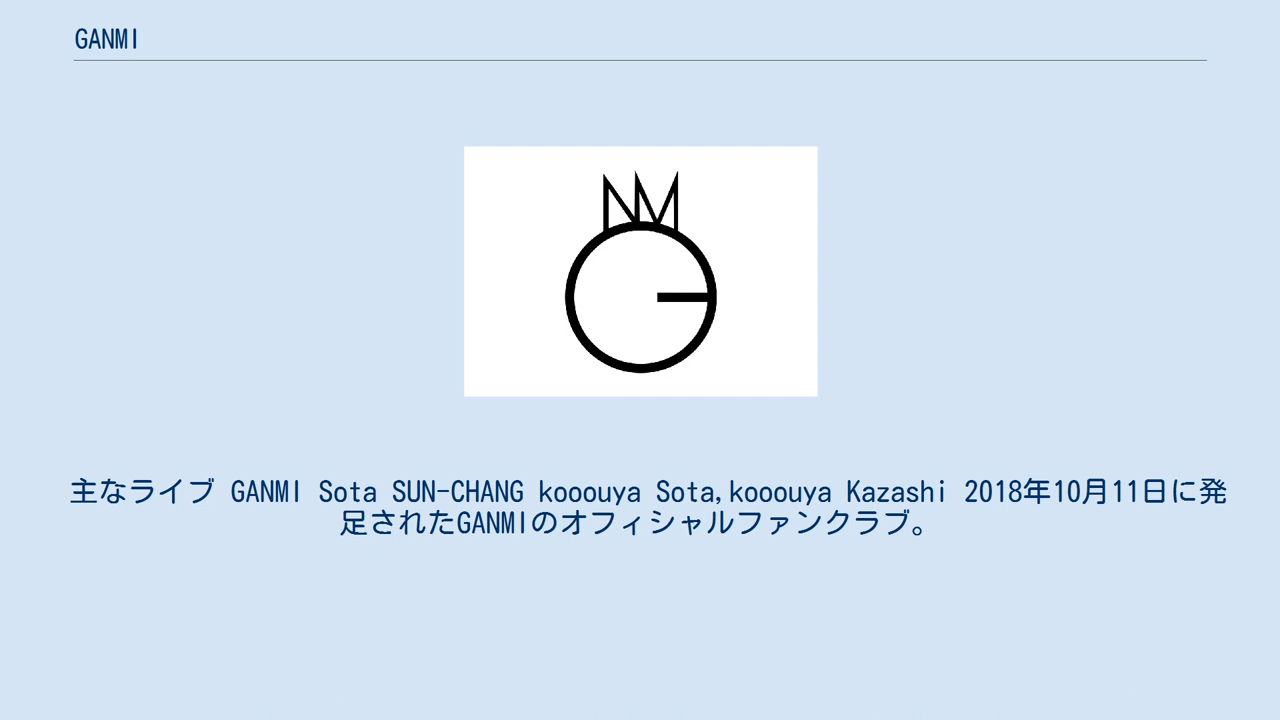 GANMI
NM
G
主なライブ GANMI Sota SUN-CHANG kooouya Sota,kooouya Kazashi 2018年10月11日に発
足されたGANMIのオフィシャルファンクラブ。